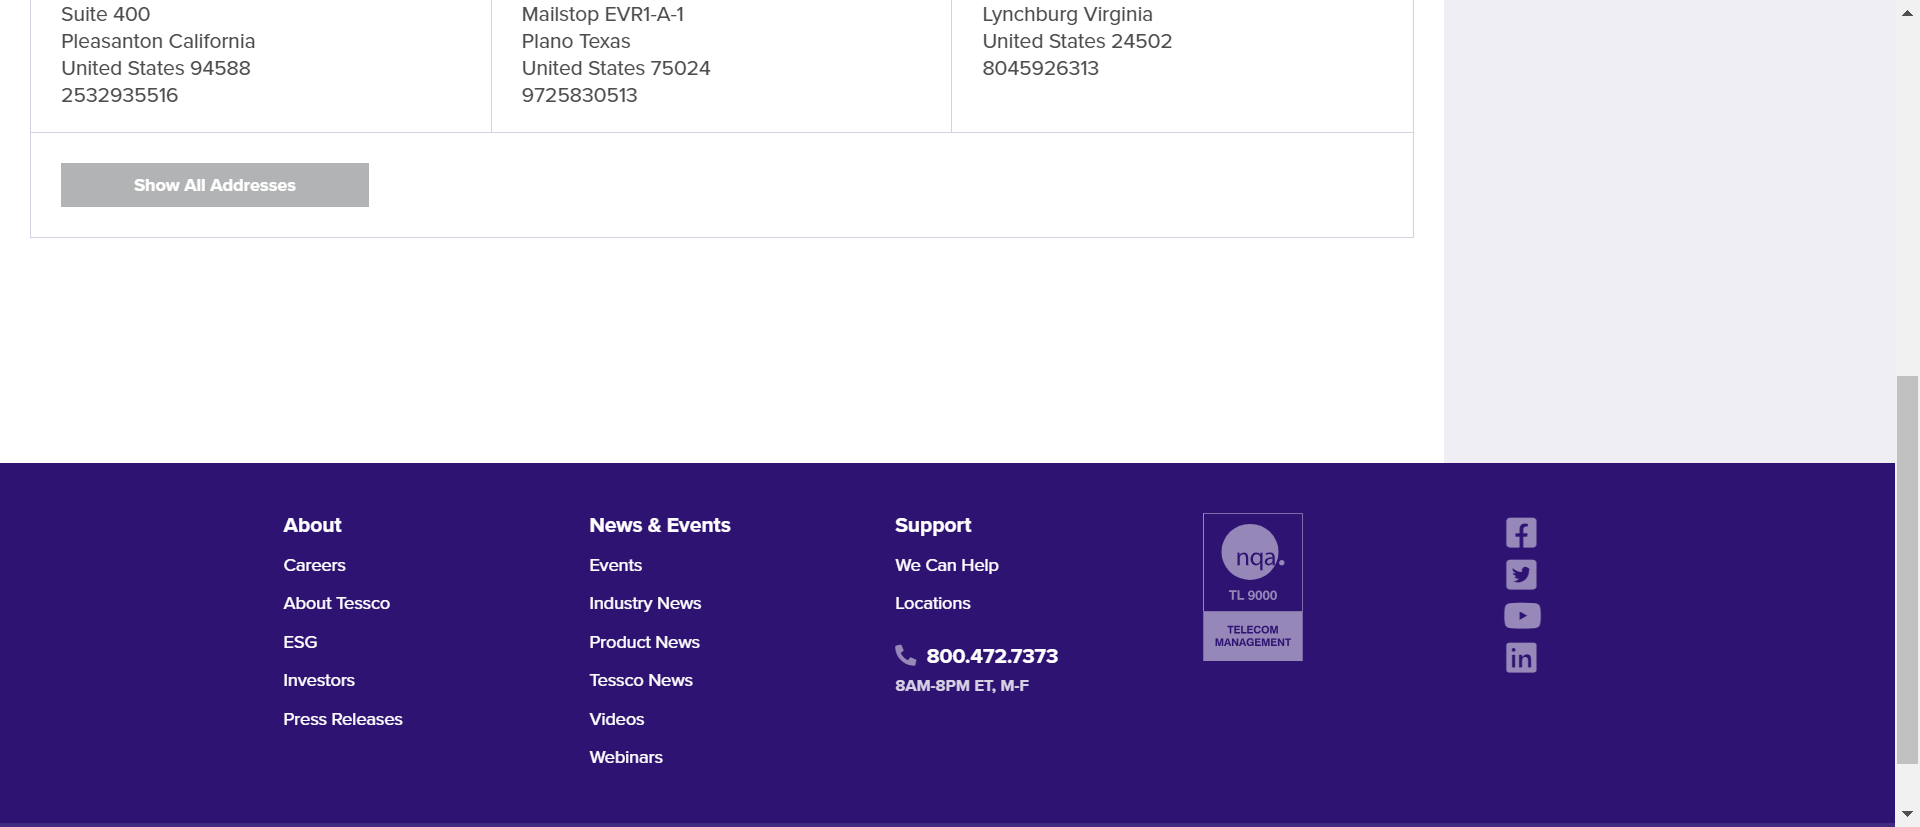 Suite 400
Pleasanton California
United States 94588
2532935516
Mailstop EVR1-A-1
Plano Texas
United States 75024
9725830513
Lynchburg Virginia
United States 24502
8045926313
Show All Addresses
About
Careers
About Tessco
ESG
Investors
Press Releases
News & Events
Events
Industry News
Product News
Tessco News
Videos
Webinars
Support
We Can Help
Locations
800.472.7373
8AM-8PM ET, M-F
nqa.
TL 9000
TELECOM
MANAGEMENT
in